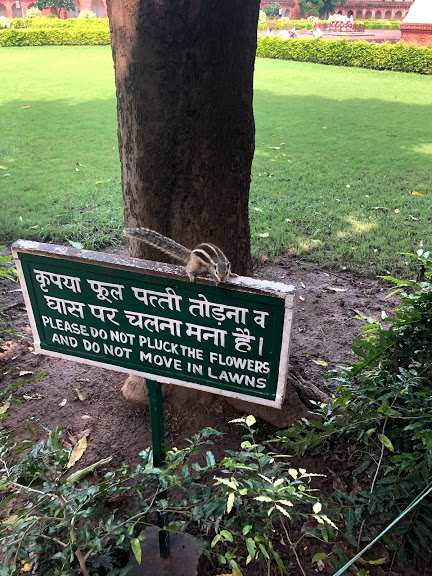 कृपया फूल पत्ती तोड़ना व
घास पर चलना मना है।
PLEASE DO NOT PLUCK THE FLOWERS
AND DO NOT MOVE IN LAWNS